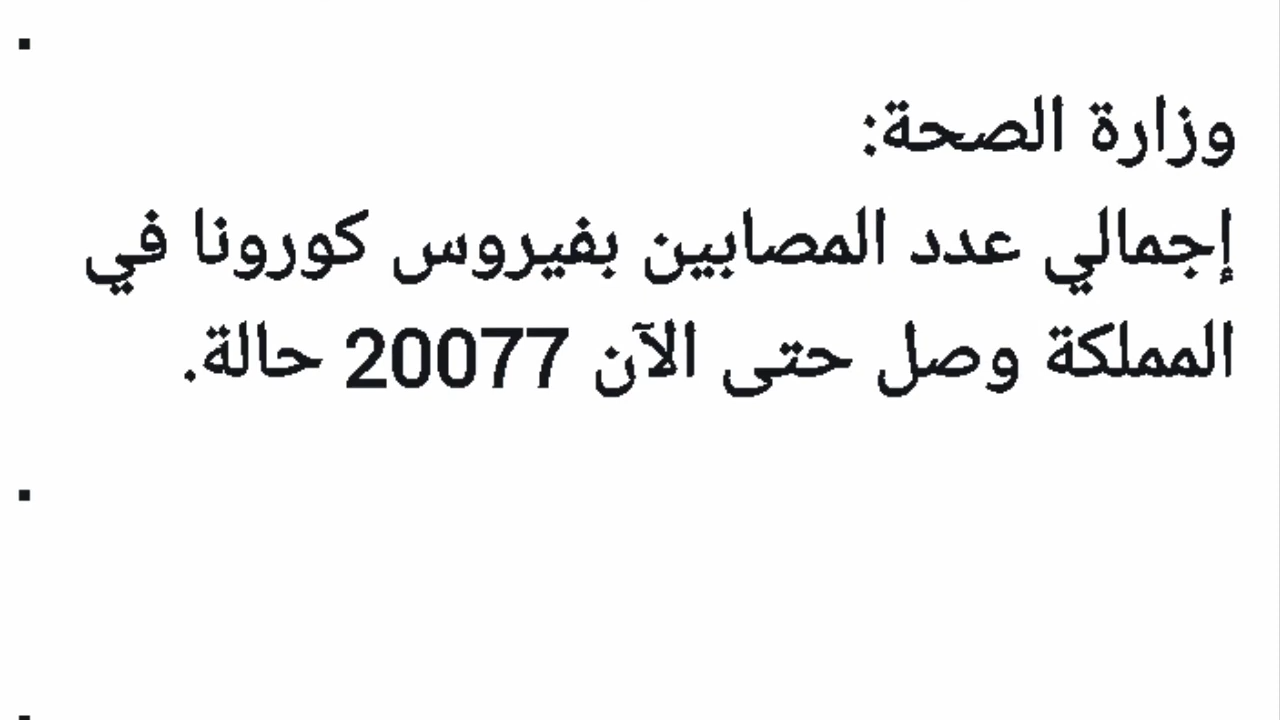 .
وزارة الصحة:
إجمالي عدد المصابين بفيروس كورونا في
المملكة وصل حتى الآن 20077 حالة.
.
.